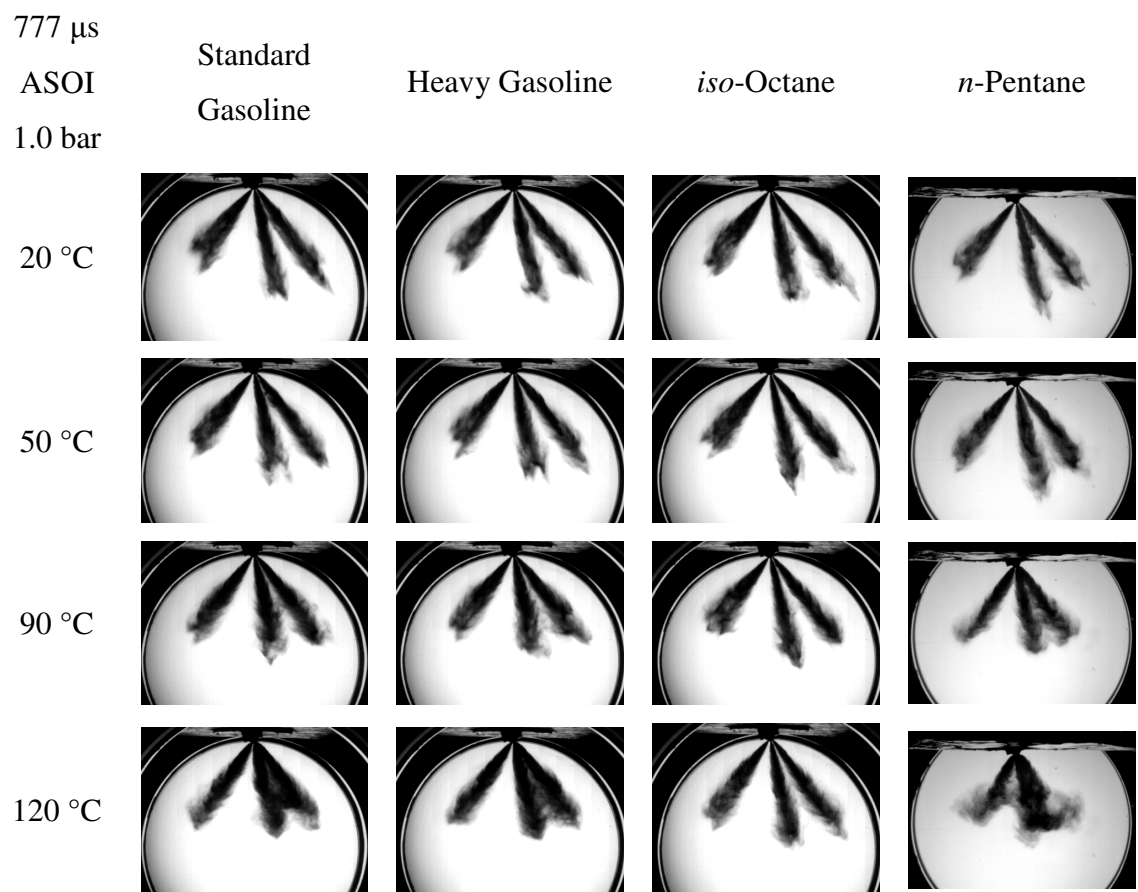 777 μs
ASOI
1.0 bar
Standard
Gasoline
Heavy Gasoline
iso-Octane
n-Pentane
20 °C
50 °C
90 °C
120 °C